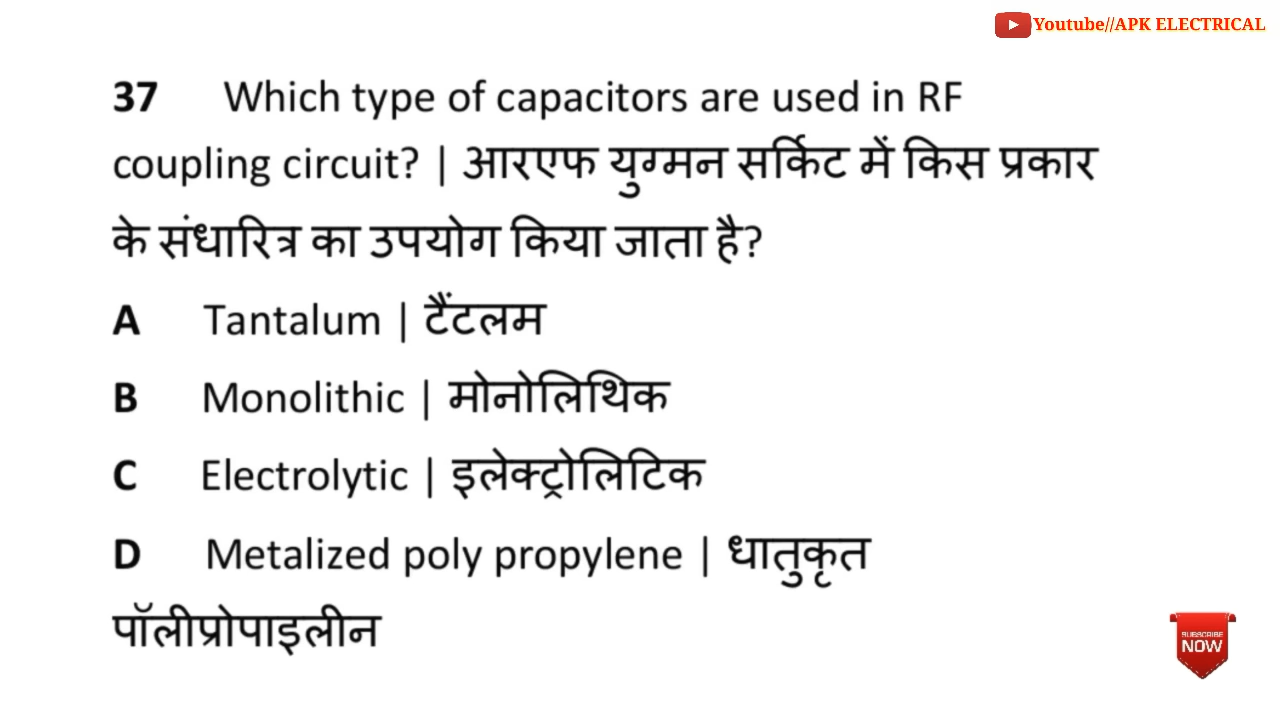 Youtube//APK ELECTRICAL
37 Which type of capacitors are used in RF
coupling circuit? | आरएफ युग्मन सर्किट में किस प्रकार
के संधारित्र का उपयोग किया जाता है?
A Tantalum | टैंटलम
B Monolithic | मोनोलिथिक
C Electrolytic | इलेक्ट्रोलिटिक
D Metalized poly propylene | धातुकृत
पॉलीप्रोपाइलीन
SUBSCRIBE
NOW